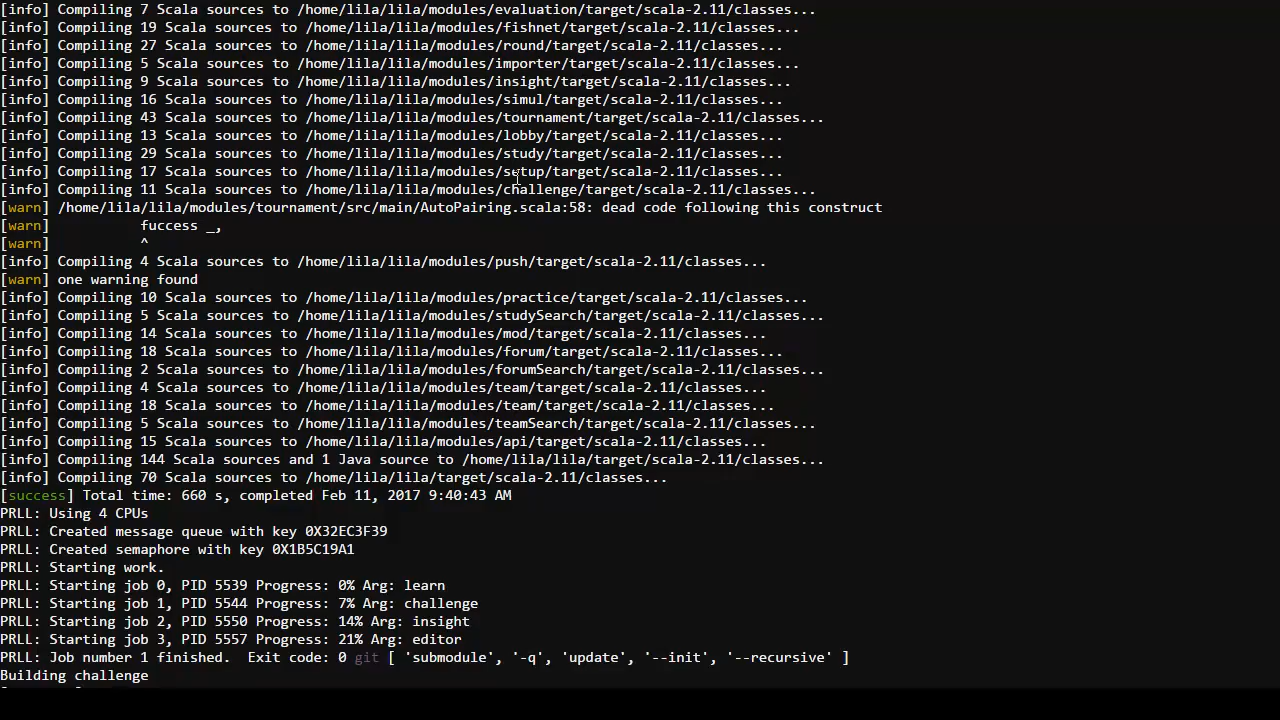 [info] Compiling 7 Scala sources to /home/lila/lila/modules/evaluation/target/scala-2.11/classes...
[info] Compiling 19 Scala sources to /home/lila/lila/modules/fishnet/target/scala-2.11/classes...
[info] Compiling 27 Scala sources to /home/lila/lila/modules/round/target/scala-2.11/classes...
[info] Compiling 5 Scala sources to /home/lila/lila/modules/importer/target/scala-2.11/classes...
[info] Compiling 9 Scala sources to /home/lila/lila/modules/insight/target/scala-2.11/classes...
[info] Compiling 16 Scala sources to /home/lila/lila/modules/simul/target/scala-2.11/classes...
[info] Compiling 43 Scala sources to /home/lila/lila/modules/tournament/target/scala-2.11/classes...
[info] Compiling 13 Scala sources to /home/lila/lila/modules/lobby/target/scala-2.11/classes...
[info] Compiling 29 Scala sources to /home/lila/lila/modules/study/target/scala-2.11/classes...
[info] Compiling 17 Scala sources to /home/lila/lila/modules/setup/target/scala-2.11/classes...
[info] Compiling 11 Scala sources to /home/lila/lila/modules/challenge/target/scala-2.11/classes...
[warn] /home/lila/lila/modules/tournament/src/main/AutoPairing.scala:58: dead code following this construct
[warn]           fuccess _,
[warn]           ^
[info] Compiling 4 Scala sources to /home/lila/lila/modules/push/target/scala-2.11/classes...
[warn] one warning found
[info] Compiling 10 Scala sources to /home/lila/lila/modules/practice/target/scala-2.11/classes...
[info] Compiling 5 Scala sources to /home/lila/lila/modules/studySearch/target/scala-2.11/classes...
[info] Compiling 14 Scala sources to /home/lila/lila/modules/mod/target/scala-2.11/classes...
[info] Compiling 18 Scala sources to /home/lila/lila/modules/forum/target/scala-2.11/classes...
[info] Compiling 2 Scala sources to /home/lila/lila/modules/forumSearch/target/scala-2.11/classes...
[info] Compiling 4 Scala sources to /home/lila/lila/modules/team/target/scala-2.11/classes...
[info] Compiling 18 Scala sources to /home/lila/lila/modules/team/target/scala-2.11/classes...
[info] Compiling 5 Scala sources to /home/lila/lila/modules/teamSearch/target/scala-2.11/classes...
[info] Compiling 15 Scala sources to /home/lila/lila/modules/api/target/scala-2.11/classes...
[info] Compiling 144 Scala sources and 1 Java source to /home/lila/lila/target/scala-2.11/classes...
[info] Compiling 70 Scala sources to /home/lila/lila/target/scala-2.11/classes...
[success] Total time: 660 s, completed Feb 11, 2017 9:40:43 AM
PRLL: Using 4 CPUs
PRLL: Created message queue with key 0X32EC3F39
PRLL: Created semaphore with key 0X1B5C19A1
PRLL: Starting work.
PRLL: Starting job 0, PID 5539 Progress: 0% Arg: learn
PRLL: Starting job 1, PID 5544 Progress: 7% Arg: challenge
PRLL: Starting job 2, PID 5550 Progress: 14% Arg: insight
PRLL: Starting job 3, PID 5557 Progress: 21% Arg: editor
PRLL: Job number 1 finished.  Exit code: 0 git [ 'submodule', '-q', 'update', '--init', '--recursive' ]
Building challenge